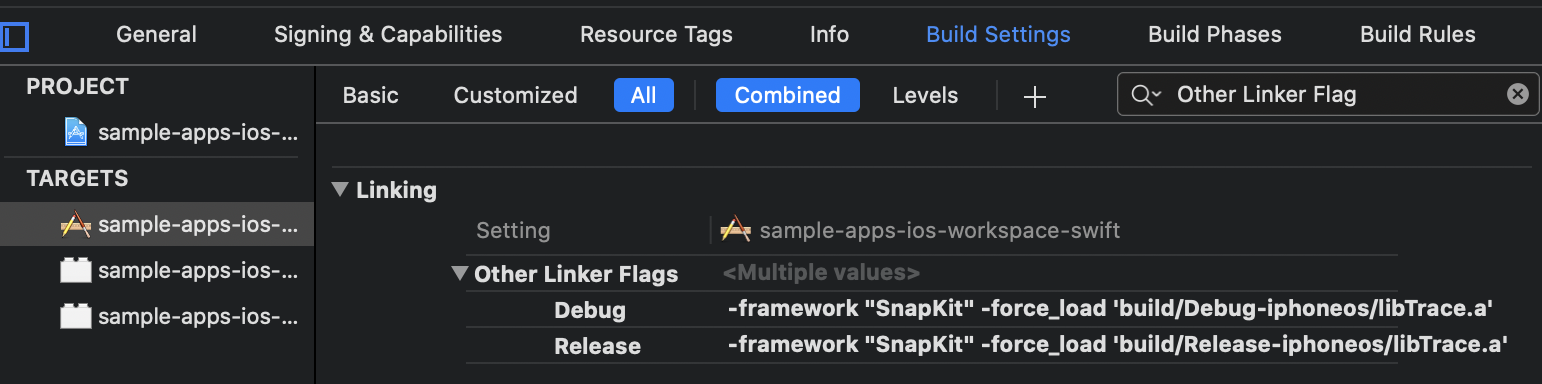 General Signing & Capabilities Resource Tags Info Build Settings Build Phases Build Rules
PROJECT
sample-apps-ios-...
TARGETS
sample-apps-ios-...
sample-apps-ios-...
sample-apps-ios-...
Basic Customized All Combined Levels + Other Linker Flag
Linking
Setting sample-apps-ios-workspace-swift
Other Linker Flags <Multiple values>
Debug -framework "SnapKit" -force_load 'build/Debug-iphoneos/libTrace.a'
Release -framework "SnapKit" -force_load 'build/Release-iphoneos/libTrace.a'